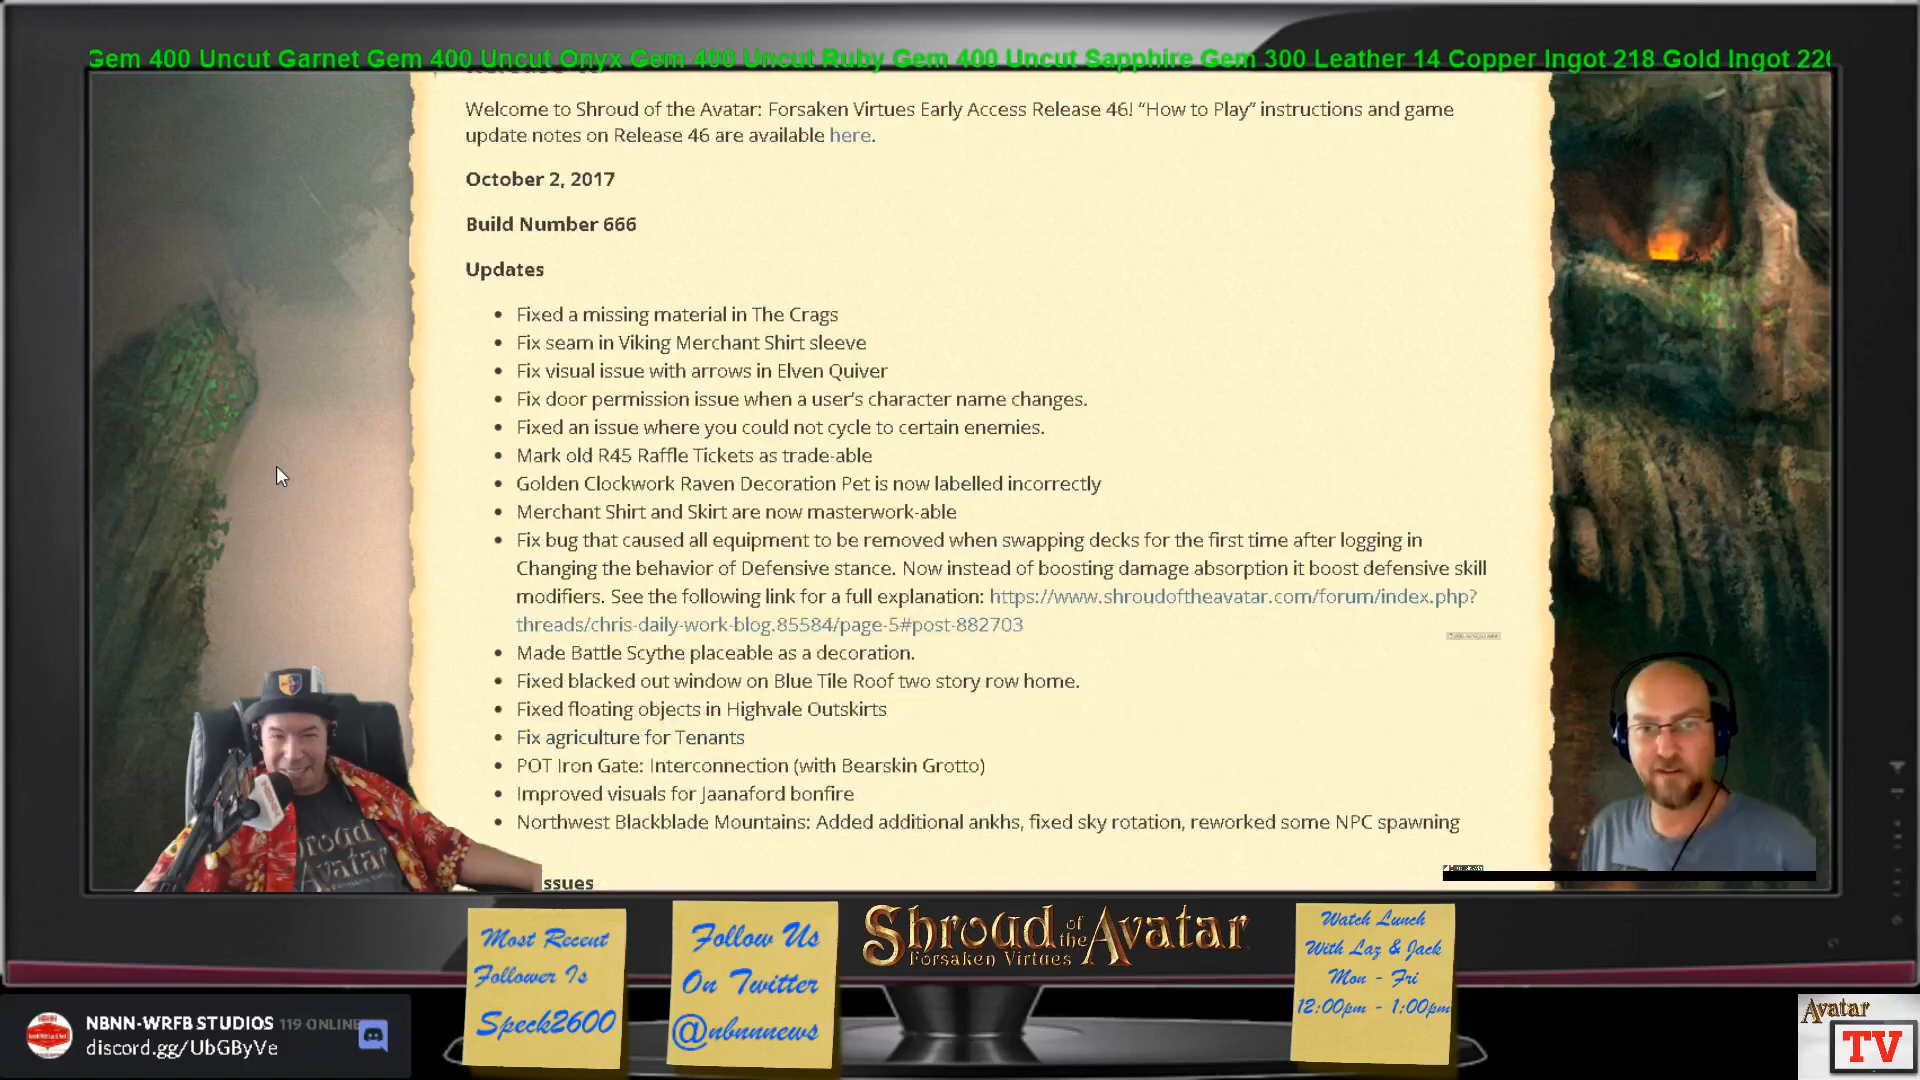 Gem 400 Uncut Garnet Gem 400 Uncut Onyx Gem 400 Uncut Ruby Gem 400 Uncut Sapphire Gem 300 Leather 14 Copper Ingot 218 Gold Ingot
Welcome to Shroud of the Avatar: Forsaken Virtues Early Access Release 46! “How to Play” instructions and game
update notes on Release 46 are available here.
October 2, 2017
Build Number 666
Updates
• Fixed a missing material in The Crags
• Fix seam in Viking Merchant Shirt sleeve
• Fix visual issue with arrows in Elven Quiver
• Fix door permission issue when a user’s character name changes.
• Fixed an issue where you could not cycle to certain enemies.
• Mark old R45 Raffle Tickets as trade-able
• Golden Clockwork Raven Decoration Pet is now labelled incorrectly
• Merchant Shirt and Skirt are now masterwork-able
• Fix bug that caused all equipment to be removed when swapping decks for the first time after logging in
Changing the behavior of Defensive stance. Now instead of boosting damage absorption it boost defensive skill
modifiers. See the following link for a full explanation: https://www.shroudoftheavatar.com/forum/index.php?
threads/chris-daily-work-blog.85584/page-5#post-882703
• Made Battle Scythe placeable as a decoration.
• Fixed blacked out window on Blue Tile Roof two story row home.
• Fixed floating objects in Highvale Outskirts
• Fix agriculture for Tenants
• POT Iron Gate: Interconnection (with Bearskin Grotto)
• Improved visuals for Jaanaford bonfire
• Northwest Blackblade Mountains: Added additional ankhs, fixed sky rotation, reworked some NPC spawning
ssues
Shroud
Avatar
Most Recent
Follower Is
Speck2600
Follow Us
On Twitter
@nbnnnews
Shroud of the Avatar
Forsaken Virtues
Watch Lunch
With Laz & Jack
Mon - Fri
12:00pm - 1:00pm
NBNN-WRFB STUDIOS 119 ONLINE
discord.gg/UbGByVe
Avatar
TV